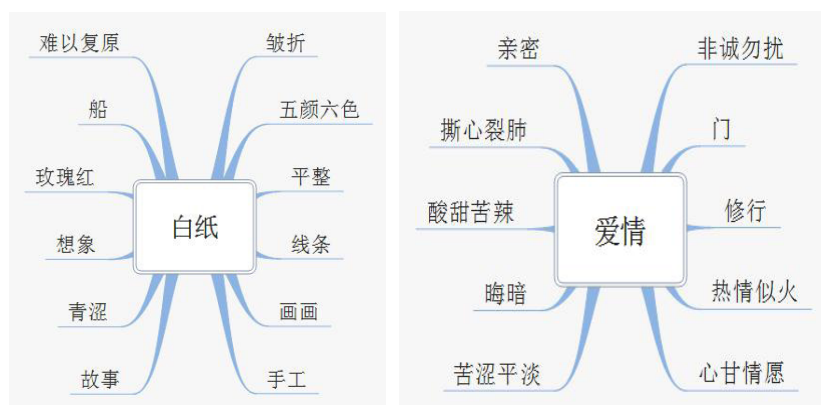 难以复原
船
玫瑰红
想象
青涩
故事
白纸
皱折
五颜六色
平整
线条
画画
手工
亲密
撕心裂肺
酸甜苦辣
晦暗
苦涩平淡
爱情
非诚勿扰
门
修行
热情似火
心甘情愿